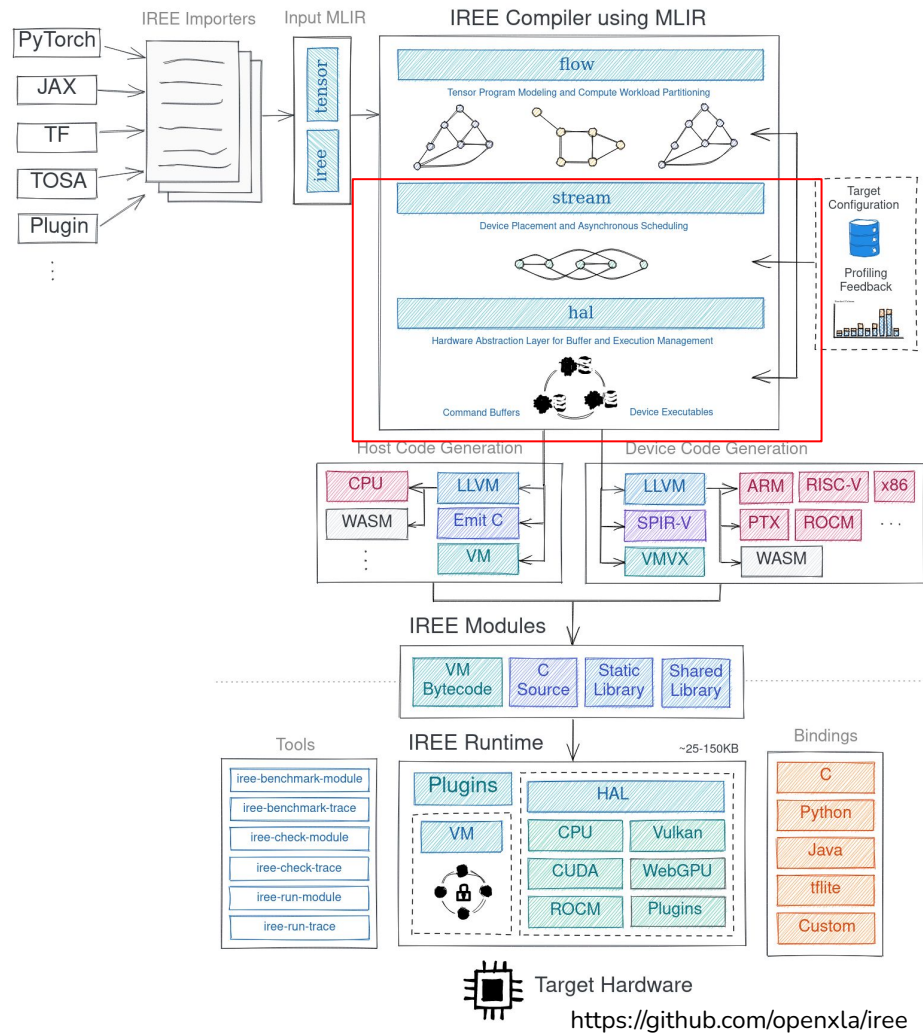 IREE Importers
Input MLIR
IREE Compiler using MLIR
PyTorch
JAX
TF
TOSA
Plugin
tensor
iree
flow
Tensor Program Modeling and Compute Workload Partitioning
stream
Device Placement and Asynchronous Scheduling
hal
Hardware Abstraction Layer for Buffer and Execution Management
Command Buffers
Device Executables
Target
Configuration
Profiling
Feedback
Host Code Generation
CPU
LLVM
WASM
Emit C
VM
Device Code Generation
LLVM
ARM
RISC-V
x86
SPIR-V
PTX
ROCM
VMVX
WASM
IREE Modules
VM
Bytecode
C
Source
Static
Library
Shared
Library
Tools
iree-benchmark-module
iree-benchmark-trace
iree-check-module
iree-check-trace
iree-run-module
iree-run-trace
IREE Runtime
~25-150KB
Plugins
VM
HAL
CPU
Vulkan
CUDA
WebGPU
ROCM
Plugins
Bindings
C
Python
Java
tflite
Custom
Target Hardware
https://github.com/openxla/iree